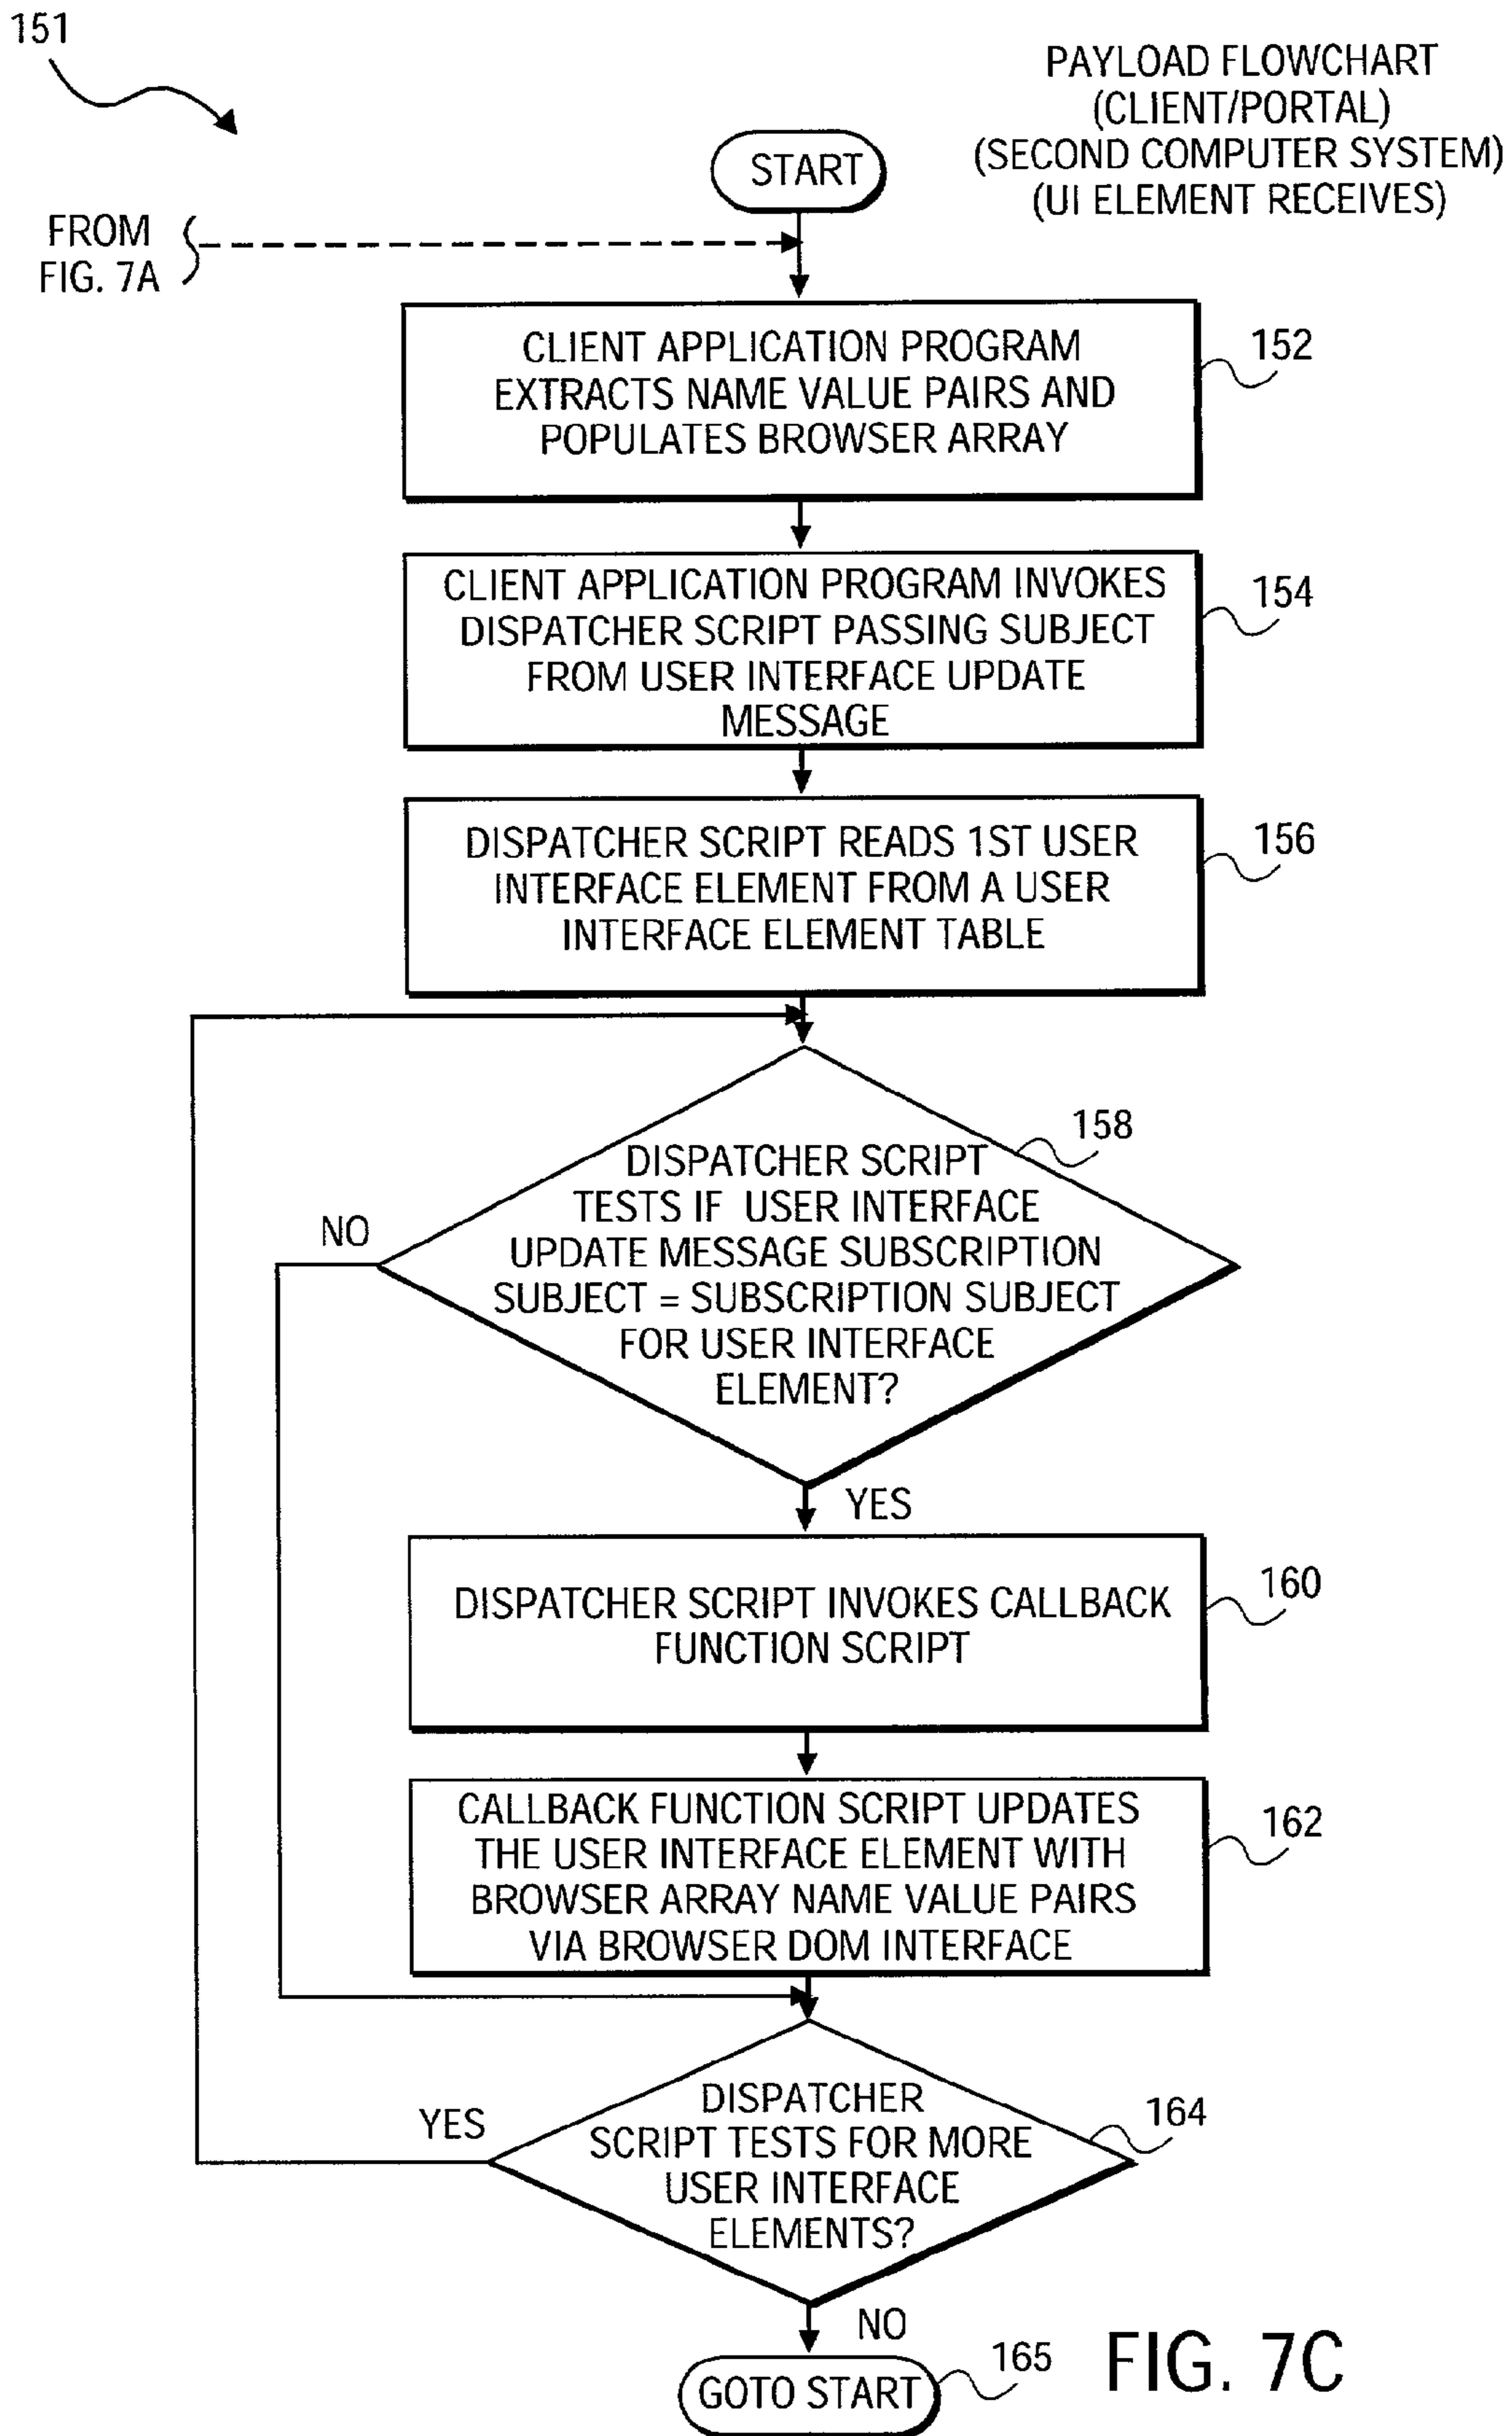 151
PAYLOAD FLOWCHART
(CLIENT/PORTAL)
(SECOND COMPUTER SYSTEM)
(UI ELEMENT RECEIVES)
START
FROM
FIG. 7A
CLIENT APPLICATION PROGRAM
EXTRACTS NAME VALUE PAIRS AND
POPULATES BROWSER ARRAY
152
CLIENT APPLICATION PROGRAM INVOKES
DISPATCHER SCRIPT PASSING SUBJECT
FROM USER INTERFACE UPDATE
MESSAGE
154
DISPATCHER SCRIPT READS 1ST USER
INTERFACE ELEMENT FROM A USER
INTERFACE ELEMENT TABLE
156
158
DISPATCHER SCRIPT
TESTS IF USER INTERFACE
UPDATE MESSAGE SUBSCRIPTION
SUBJECT = SUBSCRIPTION SUBJECT
FOR USER INTERFACE
ELEMENT?
NO
YES
DISPATCHER SCRIPT INVOKES CALLBACK
FUNCTION SCRIPT
160
CALLBACK FUNCTION SCRIPT UPDATES
THE USER INTERFACE ELEMENT WITH
BROWSER ARRAY NAME VALUE PAIRS
VIA BROWSER DOM INTERFACE
162
DISPATCHER
SCRIPT TESTS FOR MORE
USER INTERFACE
ELEMENTS?
164
YES
NO
GOTO START
165
FIG. 7C